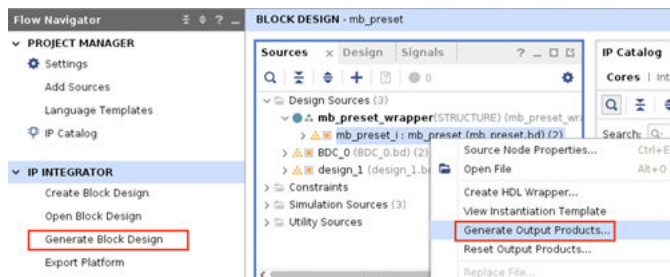 Flow Navigator
PROJECT MANAGER
Settings
Add Sources
Language Templates
IP Catalog
IP INTEGRATOR
Create Block Design
Open Block Design
Generate Block Design
Export Platform
BLOCK DESIGN - mb_preset
Sources × Design Signals ? _
0
Design Sources (3)
mb_preset_wrapper(STRUCTURE) (mb_preset_wr
mb_preset_i : mb_preset (mb_preset.bd) (2)
BDC_0 (BDC_0.bd) (2)
design_1 (design_1.b
Constraints
Simulation Sources (3)
Utility Sources
Source Node Properties... Ctrl+E
Open File Alt+O
Create HDL Wrapper...
View Instantiation Template
Generate Output Products...
Reset Output Products...
Replace File...
IP Catalog
Cores | Int
Search: